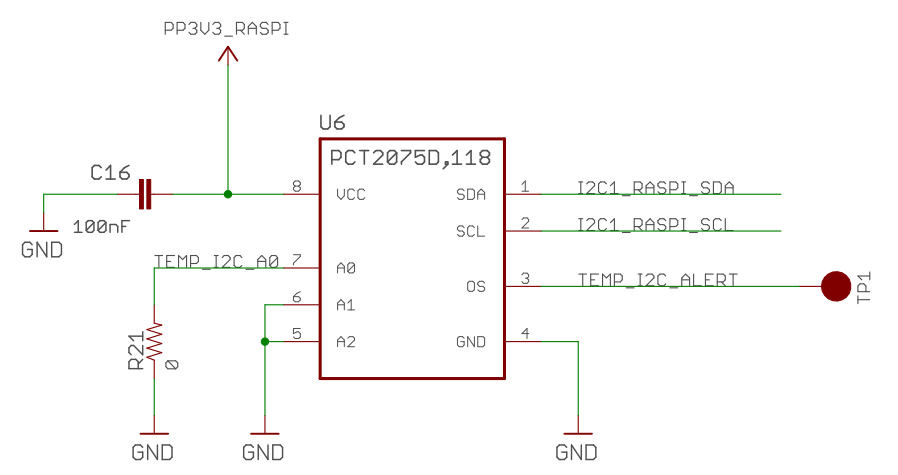 PP3V3_RASPI
U6
PCT2075D,118
C16
100nF
GND
8
VCC
SDA
1
I2C1_RASPI_SDA
SCL
2
I2C1_RASPI_SCL
TEMP_I2C_A0
7
A0
OS
3
TEMP_I2C_ALERT
TP1
6
A1
5
A2
GND
4
R21
0
GND
GND
GND